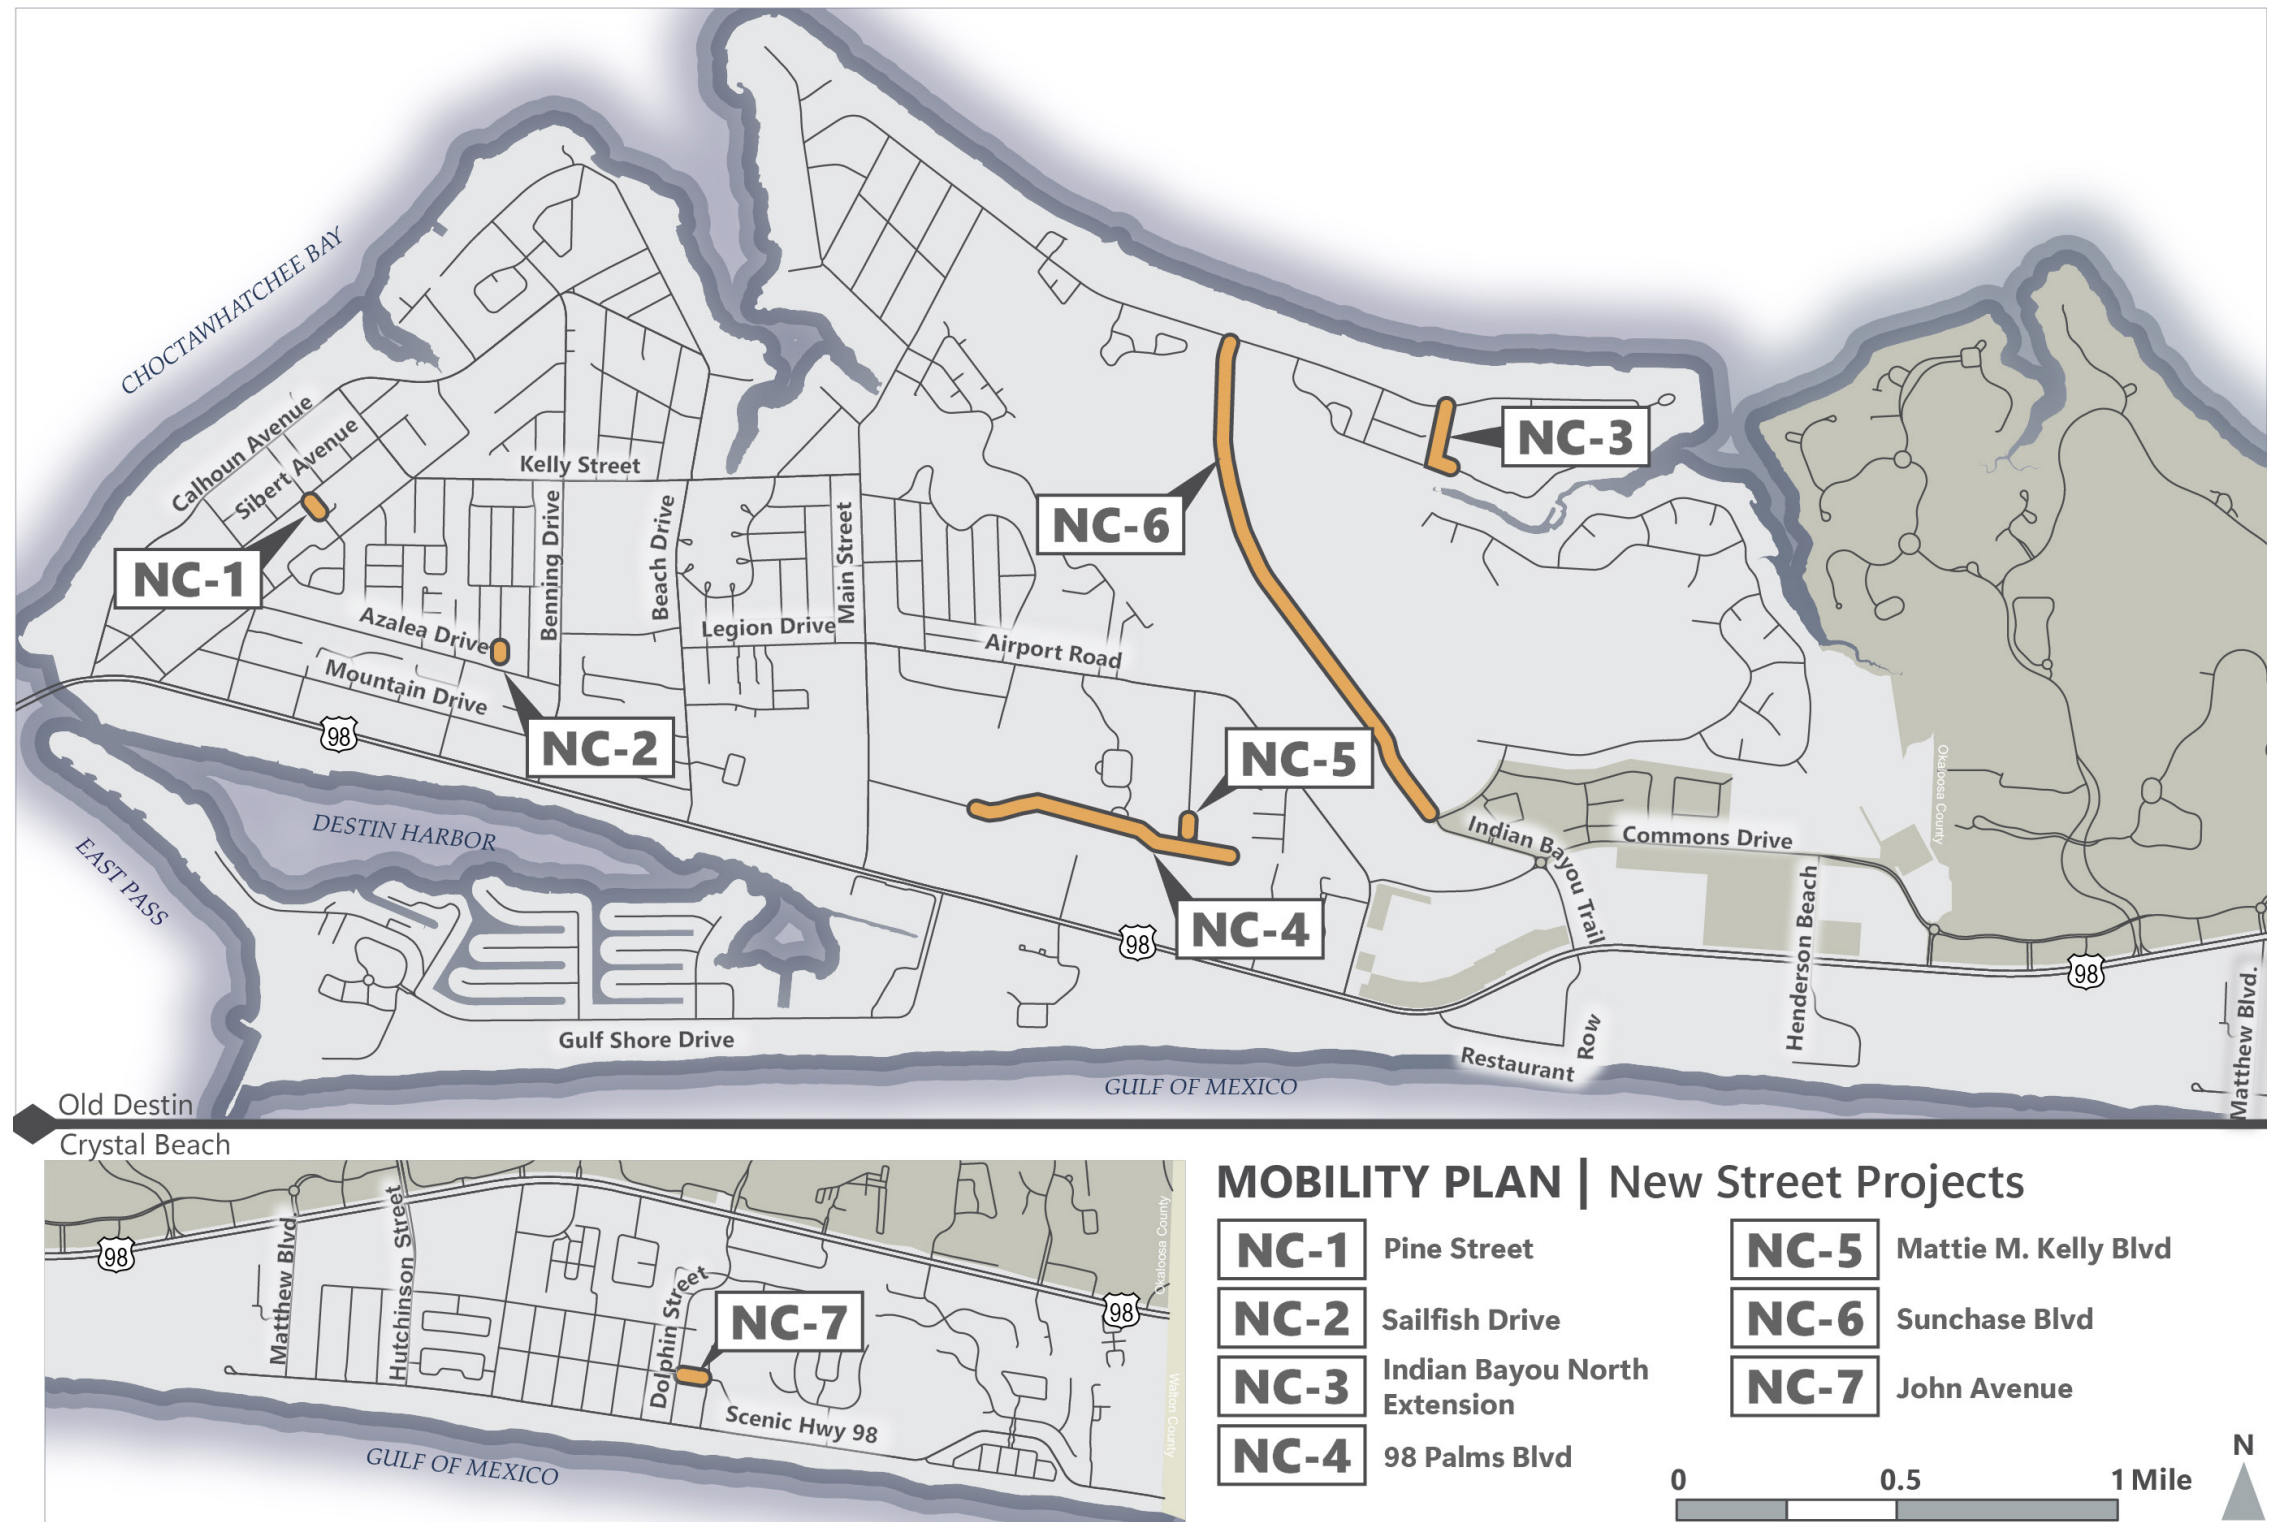 CHOCTAWHATCHEE BAY
Calhoun Avenue
Sibert Avenue
Kelly Street
NC-3
NC-6
NC-1
Benning Drive
Beach Drive
Main Street
Azalea Drive
Legion Drive
Airport Road
Mountain Drive
98
NC-2
NC-5
Okaloosa County
DESTIN HARBOR
Indian Bayou Trail
Commons Drive
EAST PASS
NC-4
98
Henderson Beach
98
Matthew Blvd.
Gulf Shore Drive
Restaurant Row
GULF OF MEXICO
Old Destin
Crystal Beach
98
Matthew Blvd.
Hutchinson Street
Dolphin Street
NC-7
Okaloosa County
98
Walton County
Scenic Hwy 98
GULF OF MEXICO
MOBILITY PLAN | New Street Projects
NC-1 Pine Street
NC-2 Sailfish Drive
NC-3 Indian Bayou North
Extension
NC-4 98 Palms Blvd
NC-5 Mattie M. Kelly Blvd
NC-6 Sunchase Blvd
NC-7 John Avenue
0 0.5 1 Mile
N